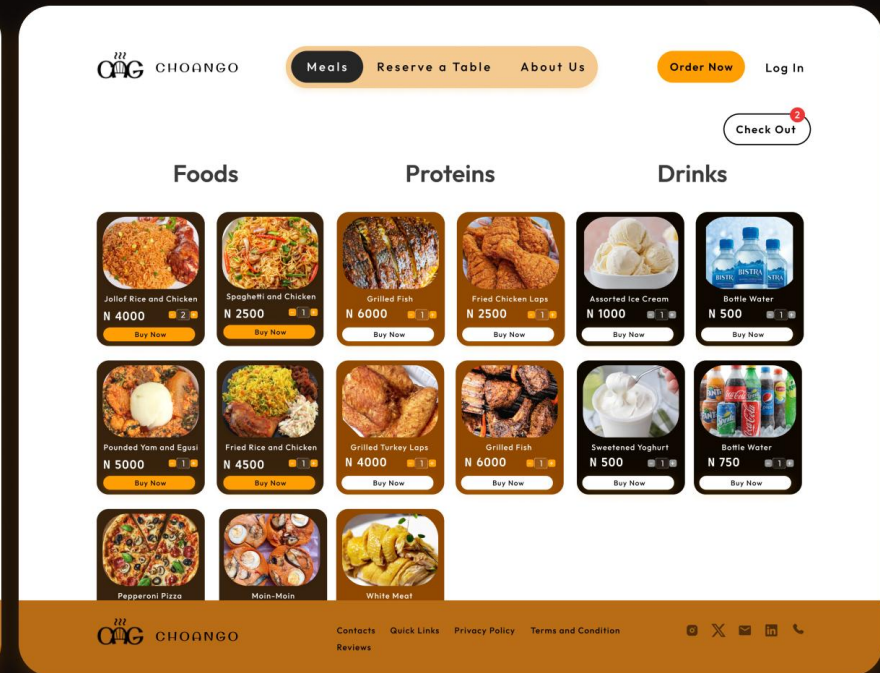 CHOANGO
Meals Reserve a Table About Us
Order Now Log In
2
Check Out
Foods Proteins Drinks
Jollof Rice and Chicken
N 4000 - 2 +
Buy Now
Spaghetti and Chicken
N 2500 - 1 +
Buy Now
Grilled Fish
N 6000 - 1 +
Buy Now
Fried Chicken Laps
N 2500 - 1 +
Buy Now
Assorted Ice Cream
N 1000 - 1 +
Buy Now
BISTRA BISTRA STRA
Bottle Water
N 500 - 1 +
Buy Now
Pounded Yam and Egusi
N 5000 - 1 +
Buy Now
Fried Rice and Chicken
N 4500 - 1 +
Buy Now
Grilled Turkey Laps
N 4000 - 1 +
Buy Now
Grilled Fish
N 6000 - 1 +
Buy Now
Sweetened Yoghurt
N 500 - 1 +
Buy Now
Coca-Cola
Bottle Water
N 750 - 1 +
Buy Now
Pepperoni Pizza
Moin-Moin
White Meat
CHOANGO
Contacts Quick Links Privacy Policy Terms and Condition
Reviews